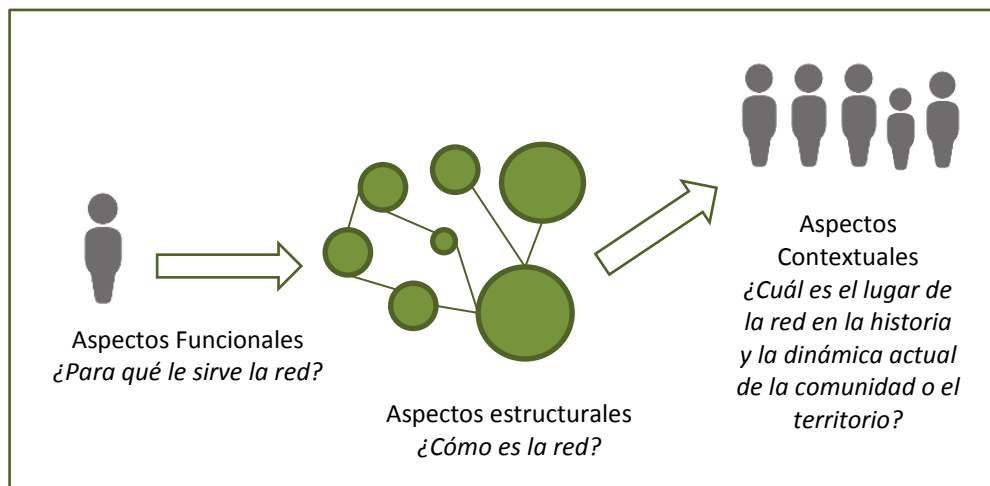 Aspectos Funcionales
¿Para qué le sirve la red?
Aspectos estructurales
¿Cómo es la red?
Aspectos
Contextuales
¿Cuál es el lugar de
la red en la historia
y la dinámica actual
de la comunidad o el
territorio?